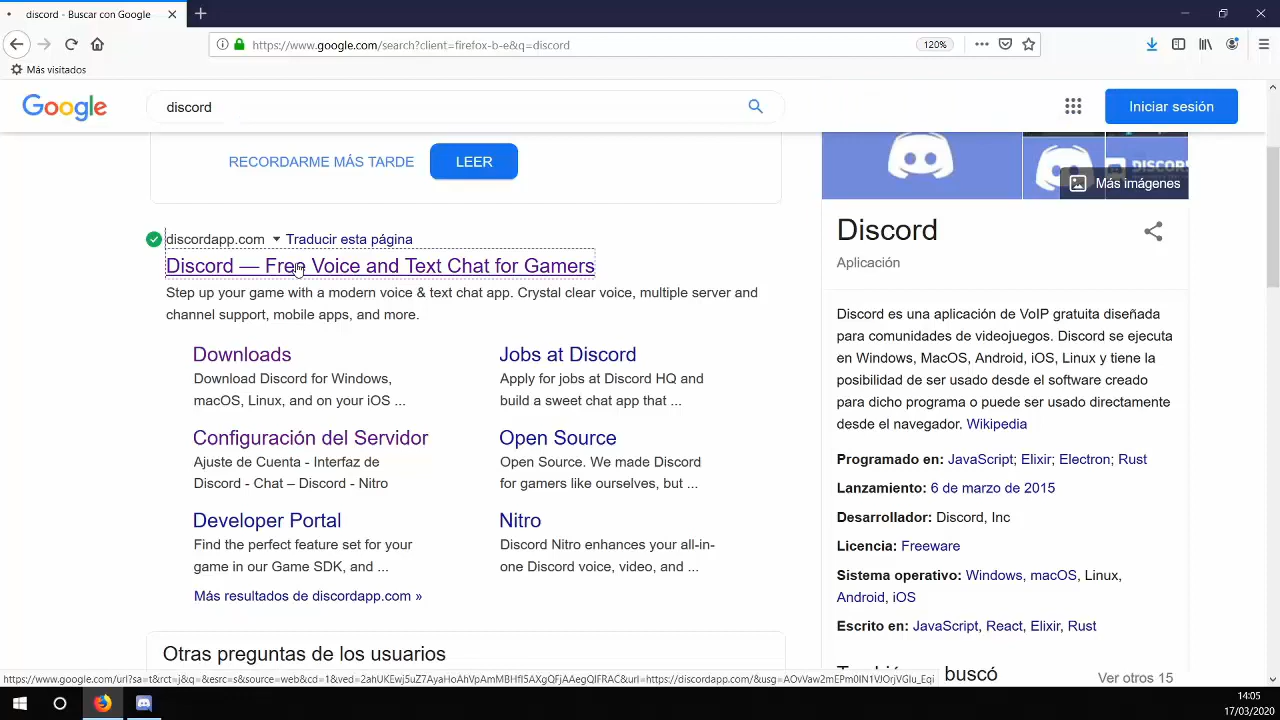 discord - Buscar con Google
https://www.google.com/search?client=firefox-b-e&q=discord
120%
Más visitados
Google
discord
Iniciar sesión
RECORDARME MÁS TARDE
LEER
DISCORD
Más imágenes
discordapp.com
Traducir esta página
Discord — Free Voice and Text Chat for Gamers
Step up your game with a modern voice & text chat app. Crystal clear voice, multiple server and
channel support, mobile apps, and more.
Downloads
Download Discord for Windows,
macOS, Linux, and on your iOS ...
Jobs at Discord
Apply for jobs at Discord HQ and
build a sweet chat app that ...
Configuración del Servidor
Ajuste de Cuenta - Interfaz de
Discord - Chat – Discord - Nitro
Open Source
Open Source. We made Discord
for gamers like ourselves, but ...
Developer Portal
Find the perfect feature set for your
game in our Game SDK, and ...
Nitro
Discord Nitro enhances your all-in-
one Discord voice, video, and ...
Más resultados de discordapp.com »
Otras preguntas de los usuarios
Discord
Aplicación
Discord es una aplicación de VoIP gratuita diseñada
para comunidades de videojuegos. Discord se ejecuta
en Windows, MacOS, Android, iOS, Linux y tiene la
posibilidad de ser usado desde el software creado
para dicho programa o puede ser usado directamente
desde el navegador. Wikipedia
Programado en: JavaScript; Elixir; Electron; Rust
Lanzamiento: 6 de marzo de 2015
Desarrollador: Discord, Inc
Licencia: Freeware
Sistema operativo: Windows, macOS, Linux,
Android, iOS
Escrito en: JavaScript, React, Elixir, Rust
buscó
Ver otros 15
14:05
17/03/2020